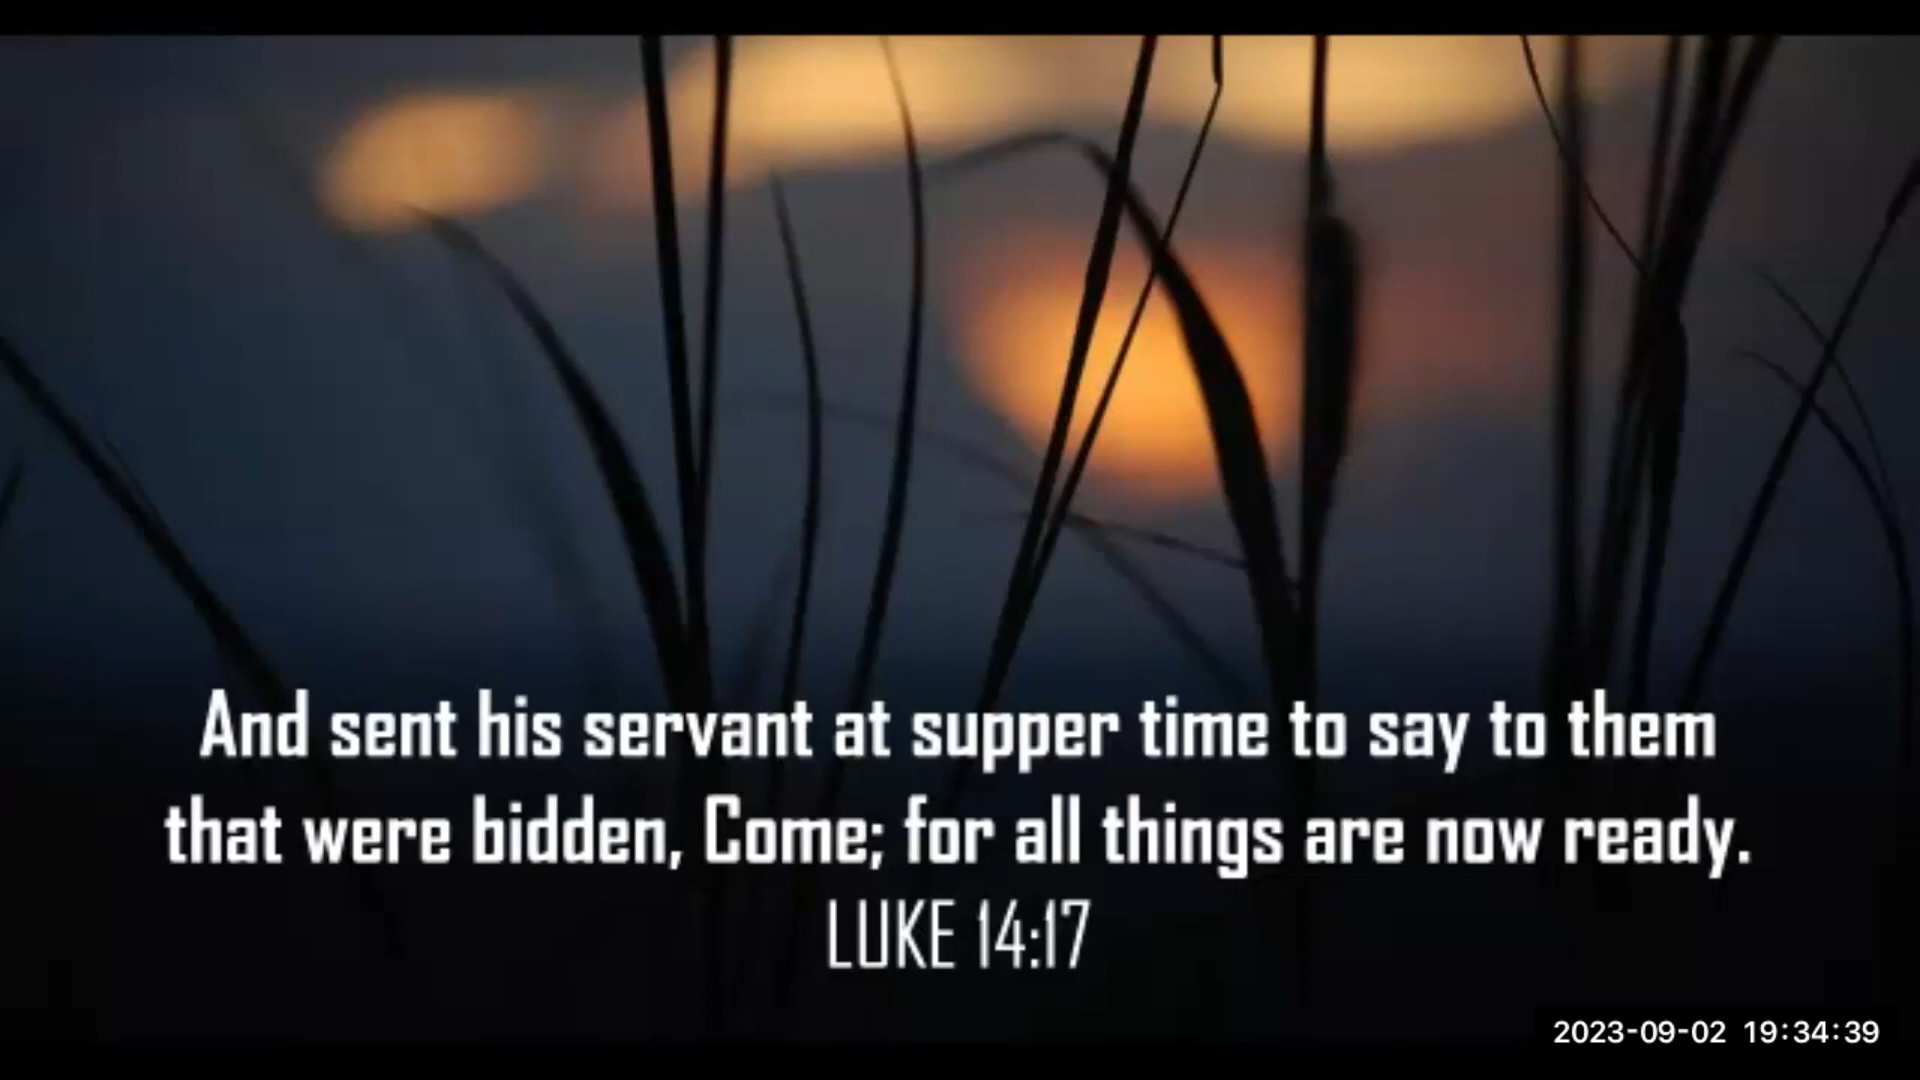 And sent his servant at supper time to say to them
that were bidden, Come; for all things are now ready.
LUKE 14:17
2023-09-02 19:34:39